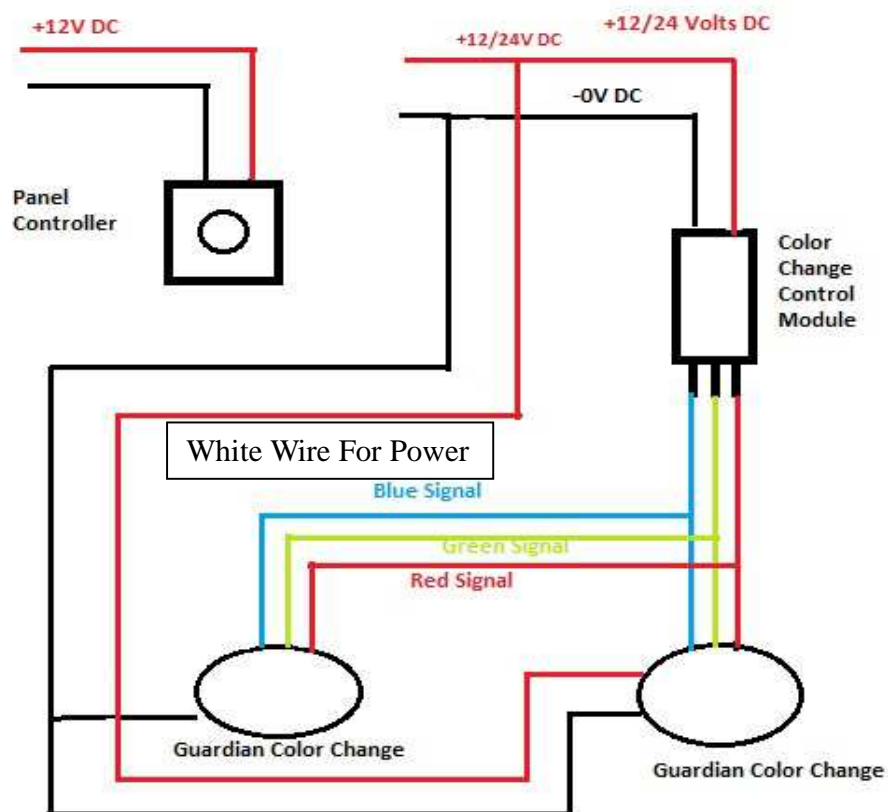 +12V DC
+12/24V DC
+12/24 Volts DC
-0V DC
Panel
Controller
Color
Change
Control
Module
White Wire For Power
Blue Signal
Green Signal
Red Signal
Guardian Color Change
Guardian Color Change